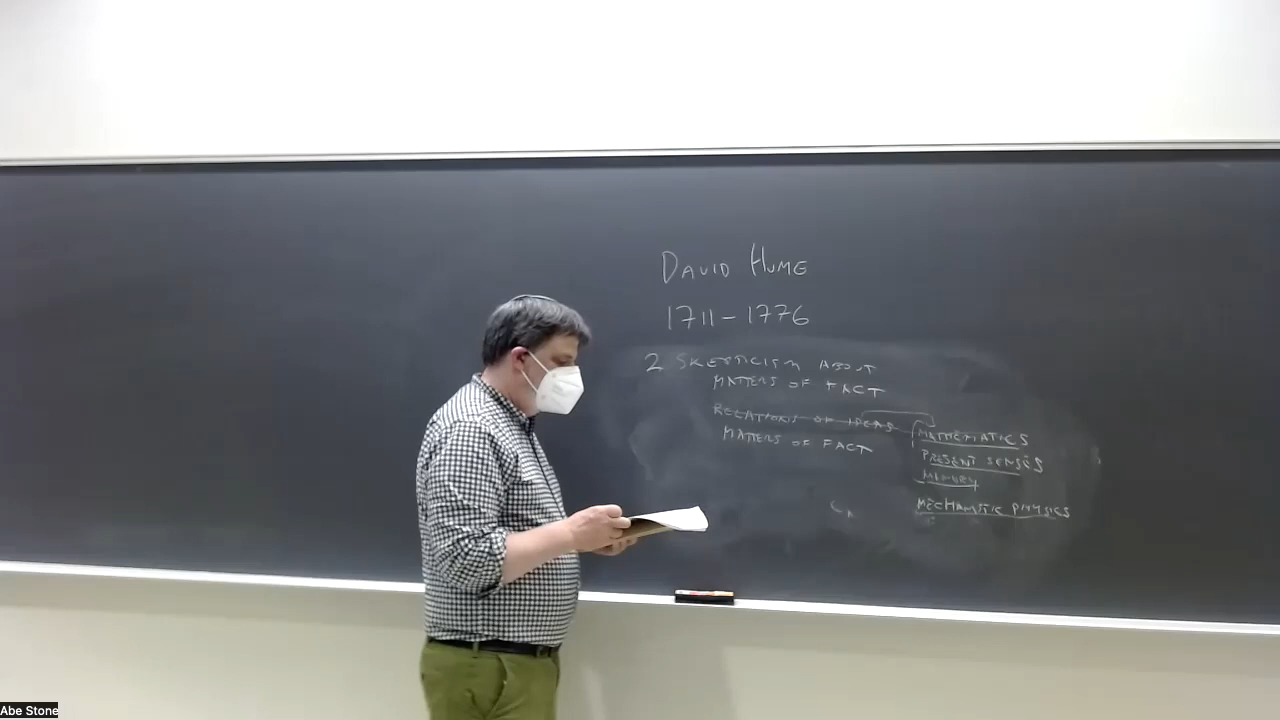 DAVID HUME
1711-1776
2 SKEPTICISM ABOUT
MATTERS OF FACT
RELATIONS OF IDEAS
MATTERS OF FACT
MATHEMATICS
PRESENT SENSES
MEMORY
MECHANISTIC PHYSICS
Abe Stone